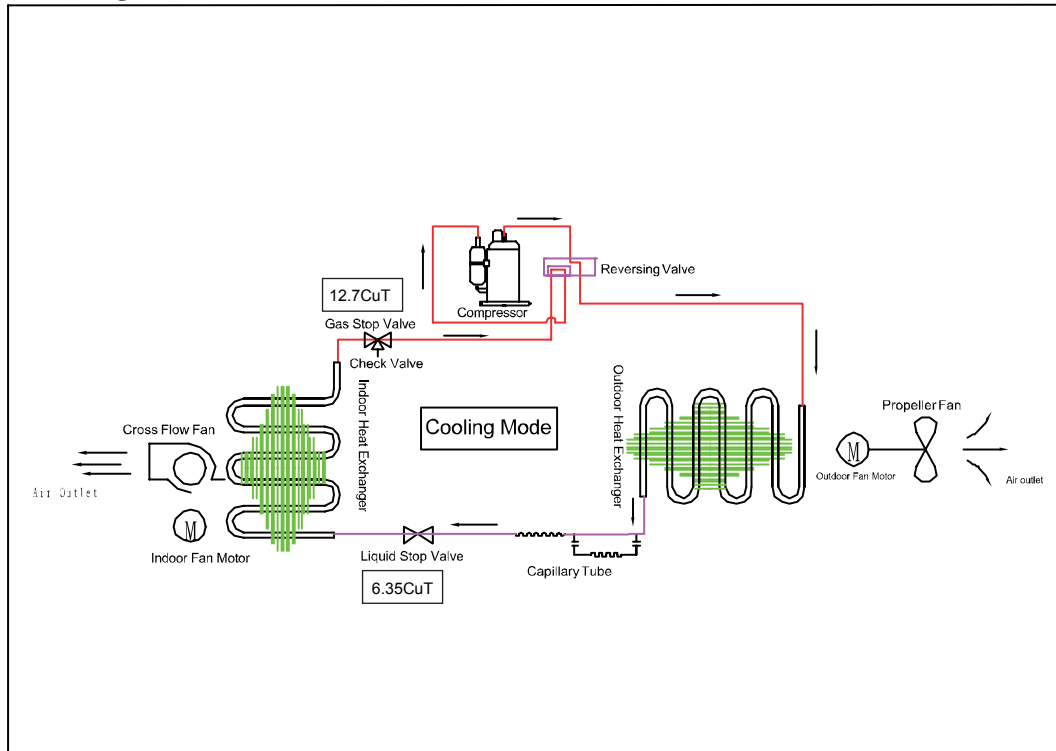 Reversing Valve
12.7CuT
Compressor
Gas Stop Valve
Check Valve
Indoor Heat Exchanger
Outdoor Heat Exchanger
Cooling Mode
Propeller Fan
Cross Flow Fan
Air Outlet
M
Outdoor Fan Motor
Air outlet
M
Indoor Fan Motor
Liquid Stop Valve
Capillary Tube
6.35CuT